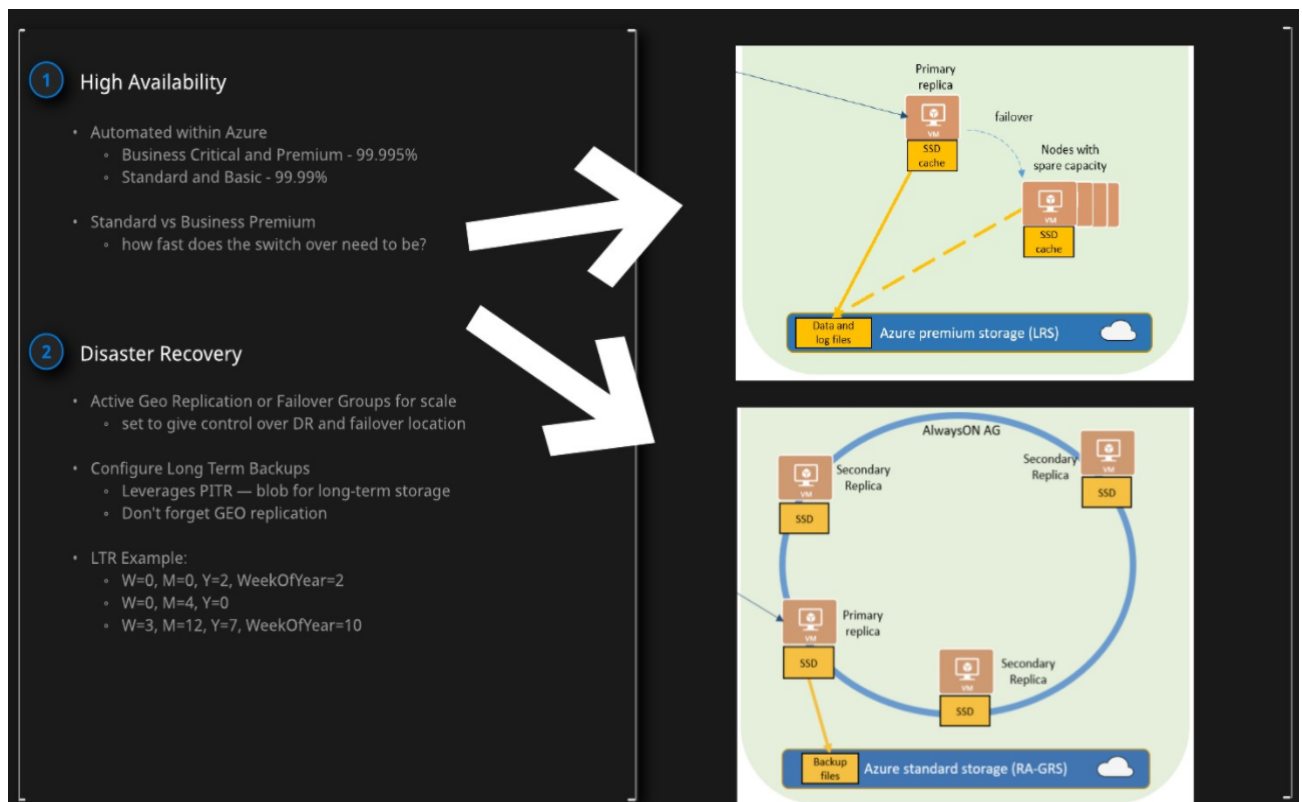 1
High Availability
• Automated within Azure
◦ Business Critical and Premium - 99.995%
◦ Standard and Basic - 99.99%
• Standard vs Business Premium
◦ how fast does the switch over need to be?
2
Disaster Recovery
• Active Geo Replication or Failover Groups for scale
◦ set to give control over DR and failover location
• Configure Long Term Backups
◦ Leverages PITR — blob for long-term storage
◦ Don't forget GEO replication
• LTR Example:
◦ W=0, M=0, Y=2, WeekOfYear=2
◦ W=0, M=4, Y=0
◦ W=3, M=12, Y=7, WeekOfYear=10
Primary
replica
VM
SSD
cache
failover
Nodes with
spare capacity
VM
SSD
cache
Data and
log files
Azure premium storage (LRS)
AlwaysON AG
VM
Secondary
Replica
SSD
Secondary
Replica
VM
SSD
VM
Primary
replica
SSD
VM
Secondary
Replica
SSD
Backup
files
Azure standard storage (RA-GRS)